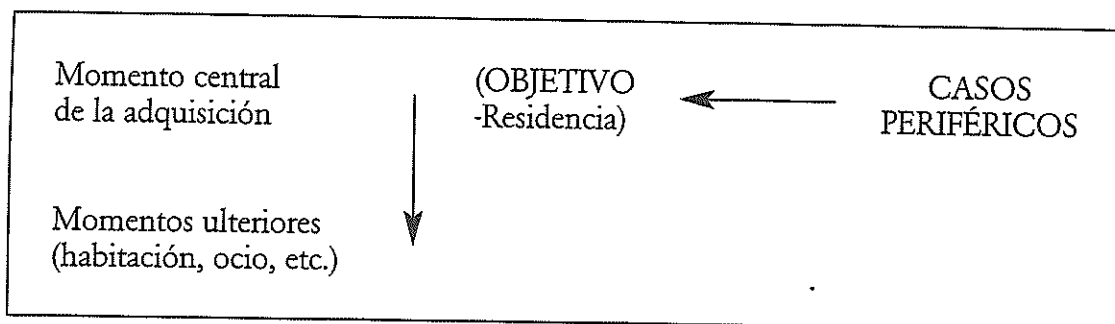 Momento central
de la adquisición
(OBJETIVO
-Residencia)
CASOS
PERIFÉRICOS
Momentos ulteriores
(habitación, ocio, etc.)